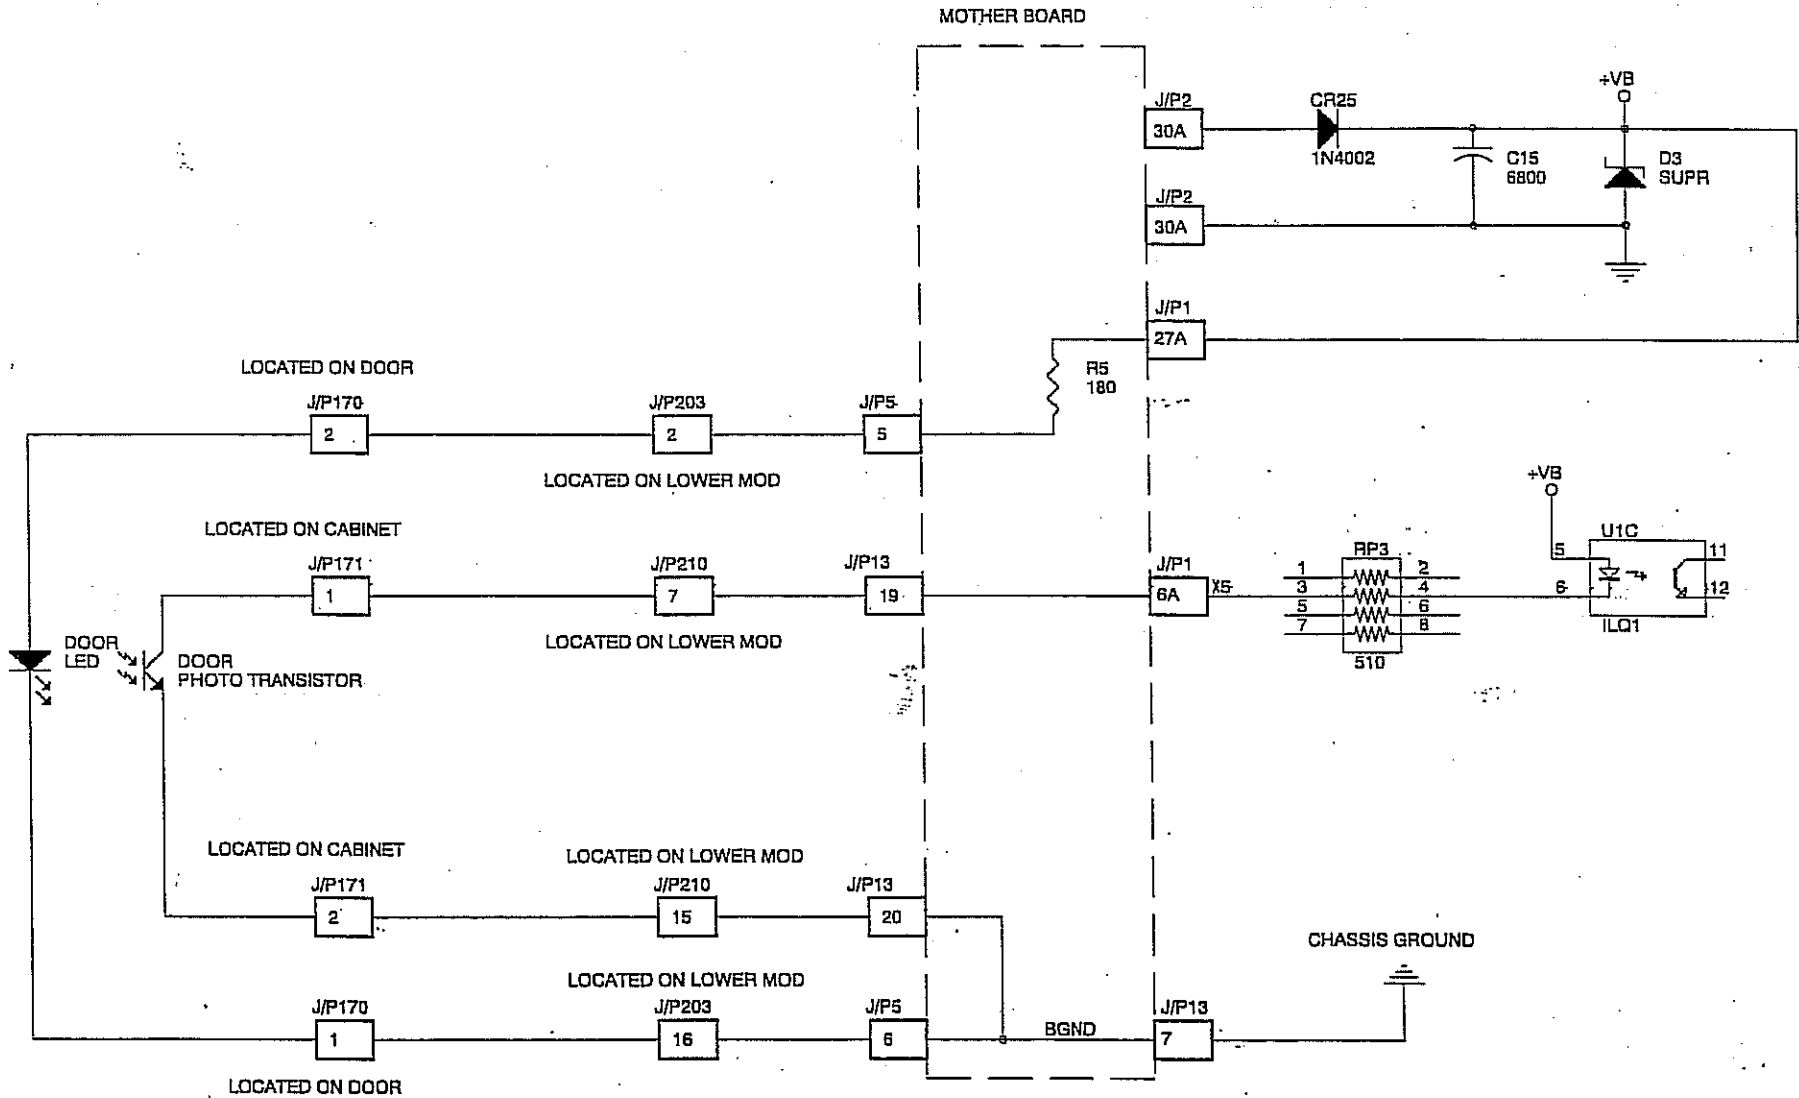 MOTHER BOARD
J/P2
30A
CR25
1N4002
+VB
C15
6800
D3
SUPR
J/P2
30A
J/P1
27A
R5
180
LOCATED ON DOOR
J/P170
2
J/P203
2
J/P5
5
LOCATED ON LOWER MOD
LOCATED ON CABINET
J/P171
1
J/P210
7
J/P13
19
LOCATED ON LOWER MOD
J/P1
6A
X5
RP3
1 2
3 4
5 6
7 8
510
+VB
U1C
5
6
11
12
ILQ1
DOOR
LED
DOOR
PHOTO TRANSISTOR
LOCATED ON CABINET
J/P171
2
LOCATED ON LOWER MOD
J/P210
15
J/P13
20
CHASSIS GROUND
LOCATED ON LOWER MOD
J/P170
1
J/P203
16
J/P5
6
BGND
J/P13
7
LOCATED ON DOOR